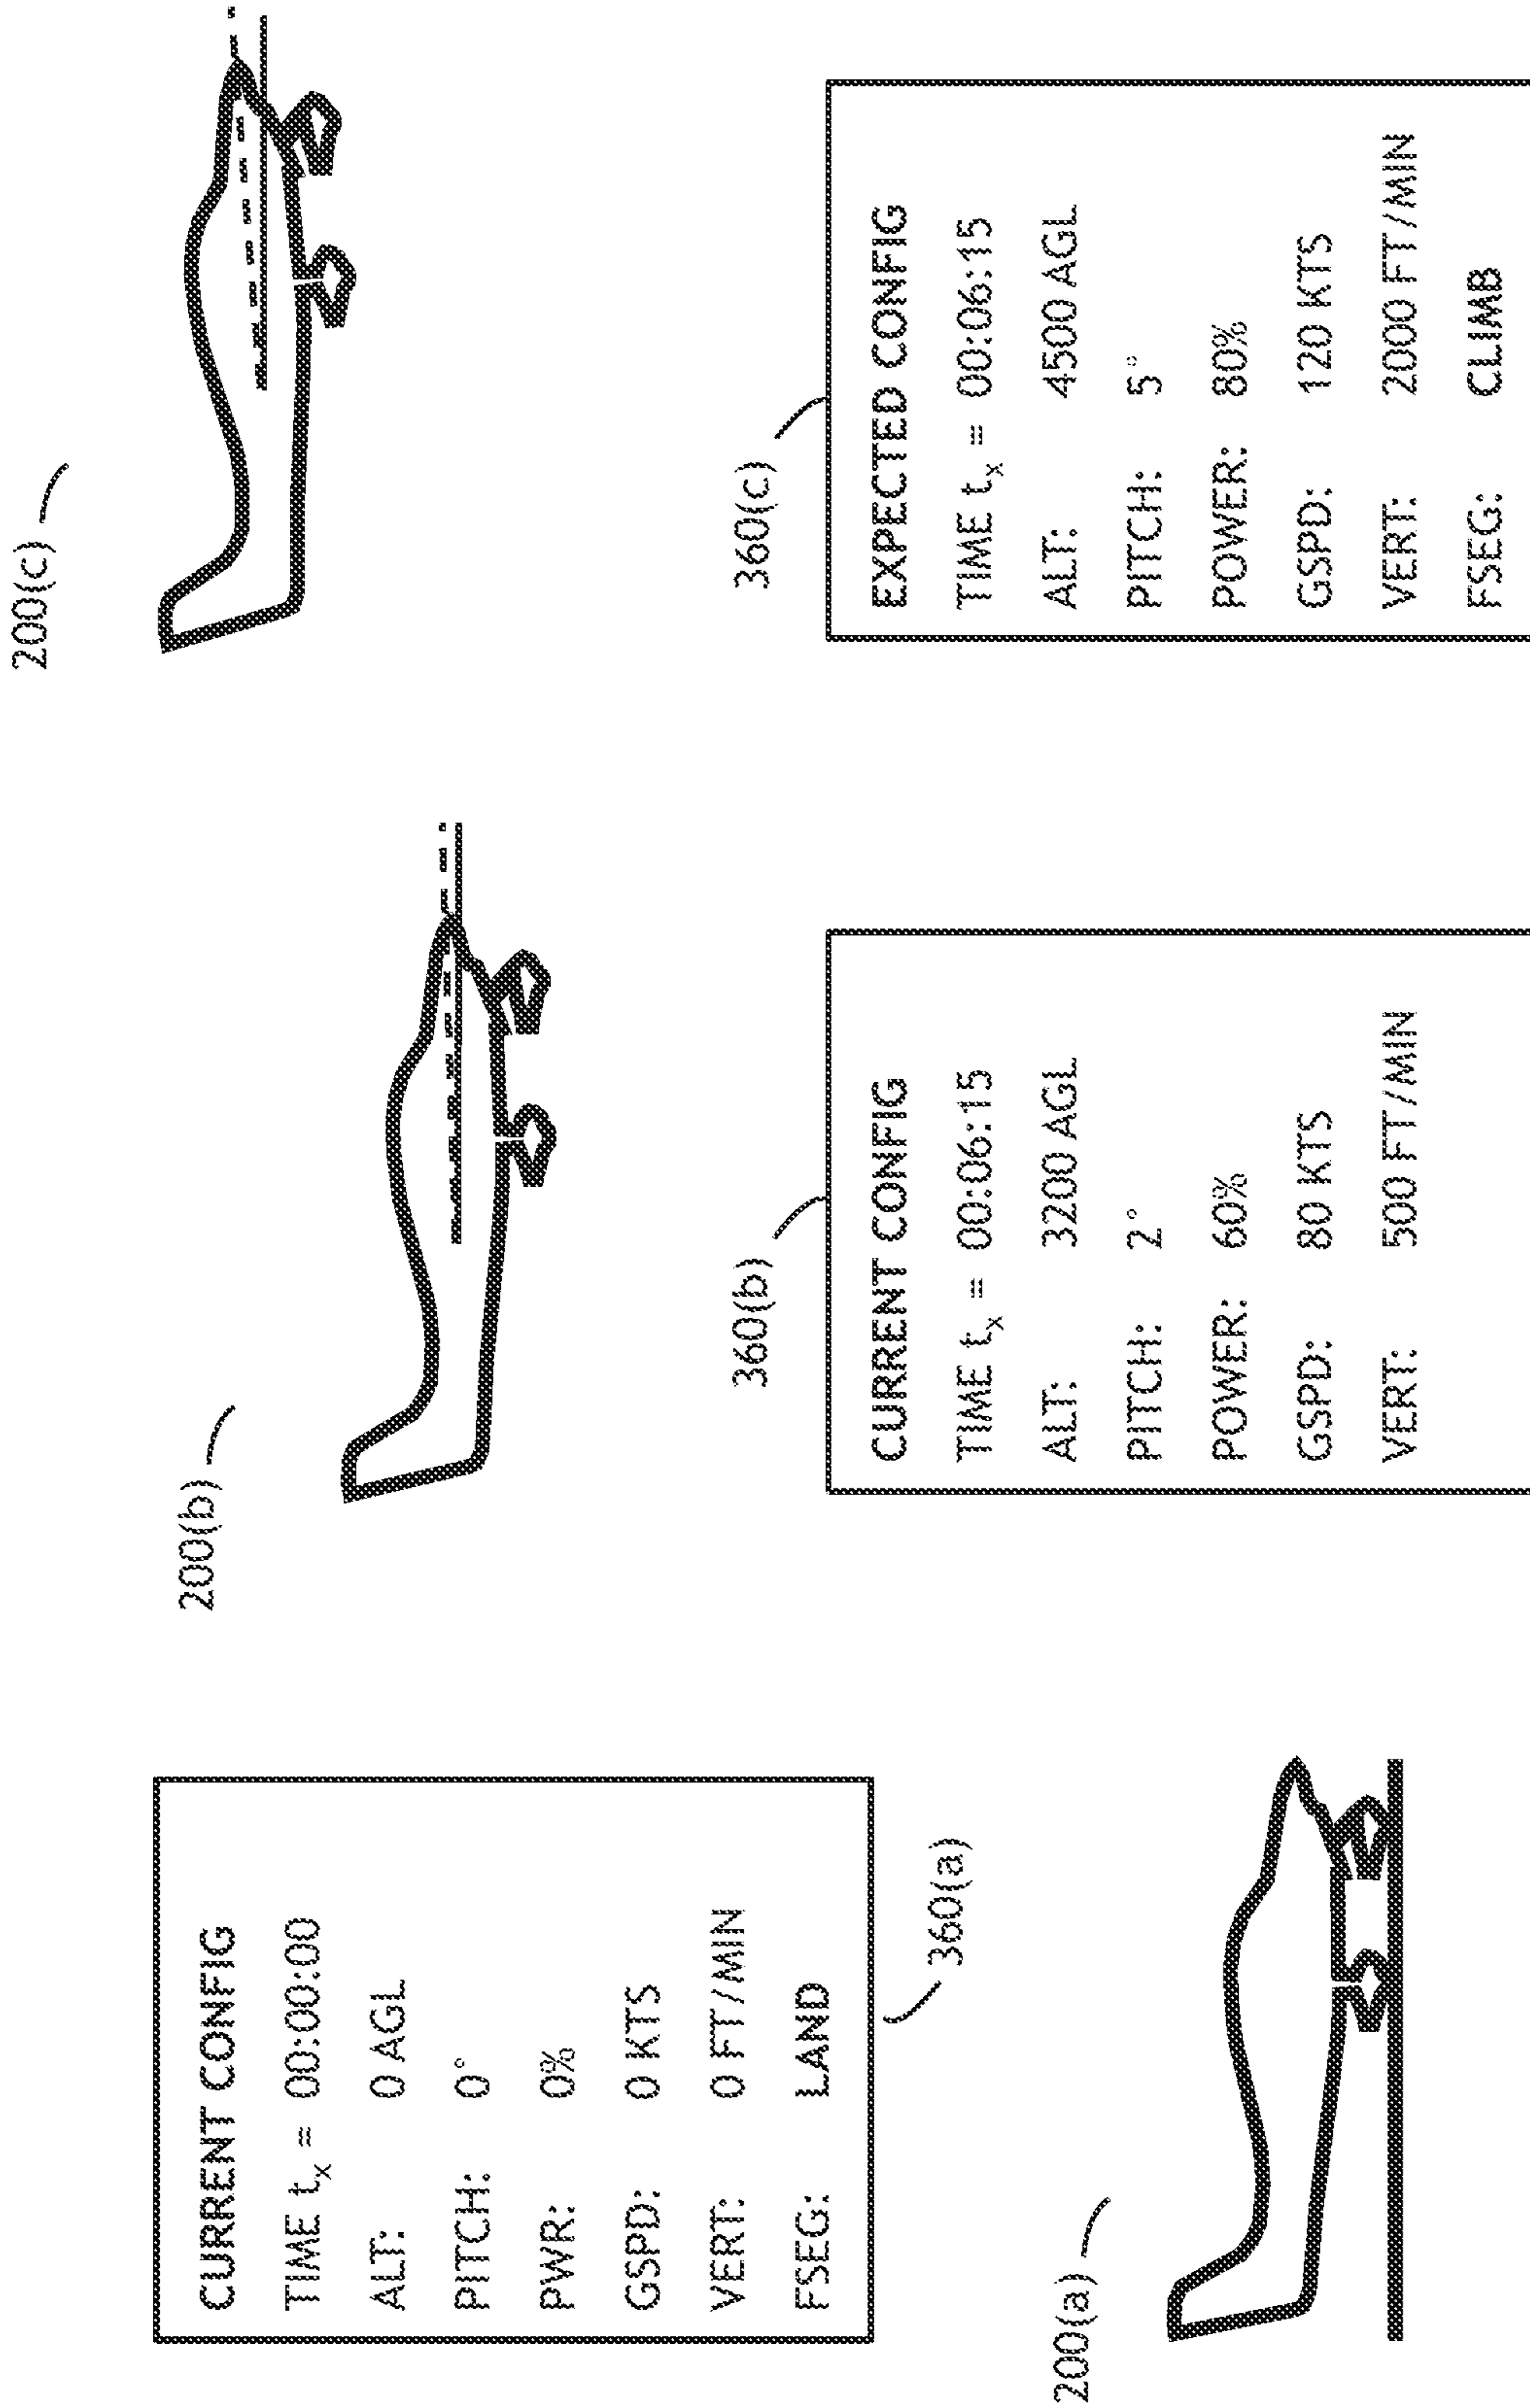 CURRENT CONFIG
TIME tx = 00:00:00
ALT: 0 AGL
PITCH: 0°
PWR: 0%
GSPD: 0 KTS
VERT: 0 FT/MIN
FSEG: LAND
360(a)
200(a)
200(b)
360(b)
CURRENT CONFIG
TIME tx = 00:06:15
ALT: 3200 AGL
PITCH: 2°
POWER: 60%
GSPD: 80 KTS
VERT: 500 FT/MIN
200(c)
360(c)
EXPECTED CONFIG
TIME tx = 00:06:15
ALT: 4500 AGL
PITCH: 5°
POWER: 80%
GSPD: 120 KTS
VERT: 2000 FT/MIN
FSEG: CLIMB